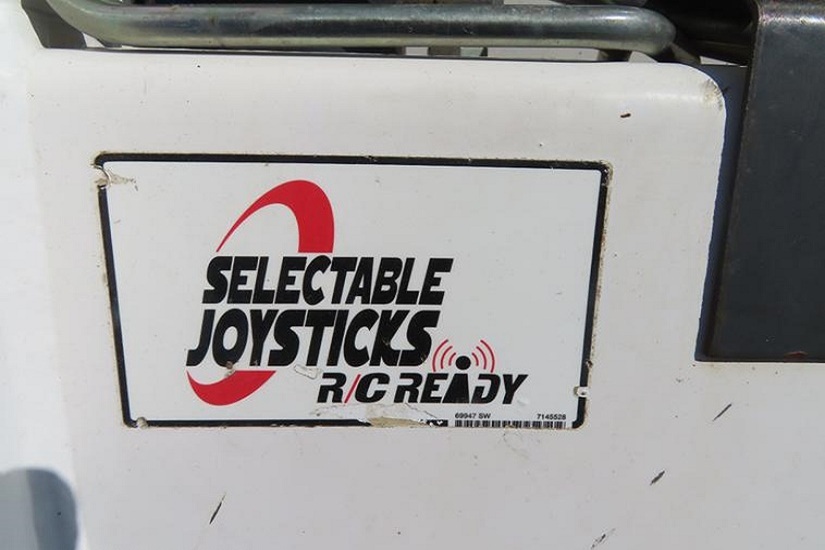 SELECTABLE
JOYSTICKS
R/C READY
69947 SW 7145528